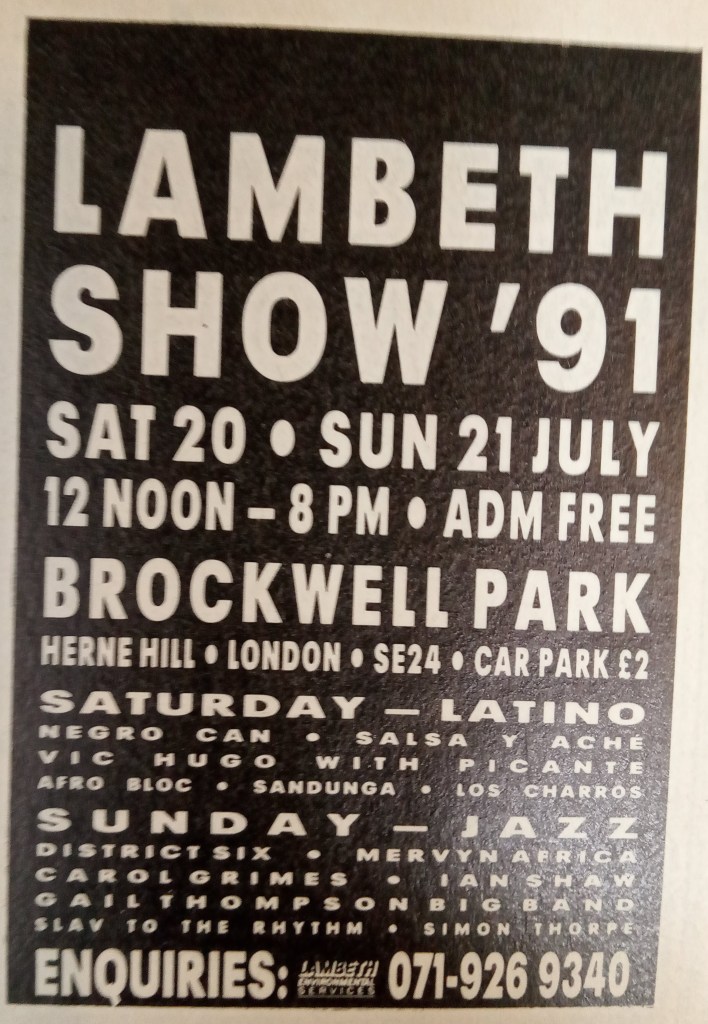 LAMBETH
SHOW '91
SAT 20 • SUN 21 JULY
12 NOON – 8 PM • ADM FREE
BROCKWELL PARK
HERNE HILL • LONDON • SE24 • CAR PARK £2
SATURDAY – LATINO
NEGRO CAN • SALSA Y ACHÉ
VIC HUGO WITH PICANTE
AFRO BLOC • SANDUNGA • LOS CHARROS
SUNDAY – JAZZ
DISTRICT SIX • MERVYN AFRICA
CAROL GRIMES • IAN SHAW
GAIL THOMPSON BIG BAND
SLAV TO THE RHYTHM • SIMON THORPE
ENQUIRIES: LAMBETH ENVIRONMENTAL SERVICES 071-926 9340